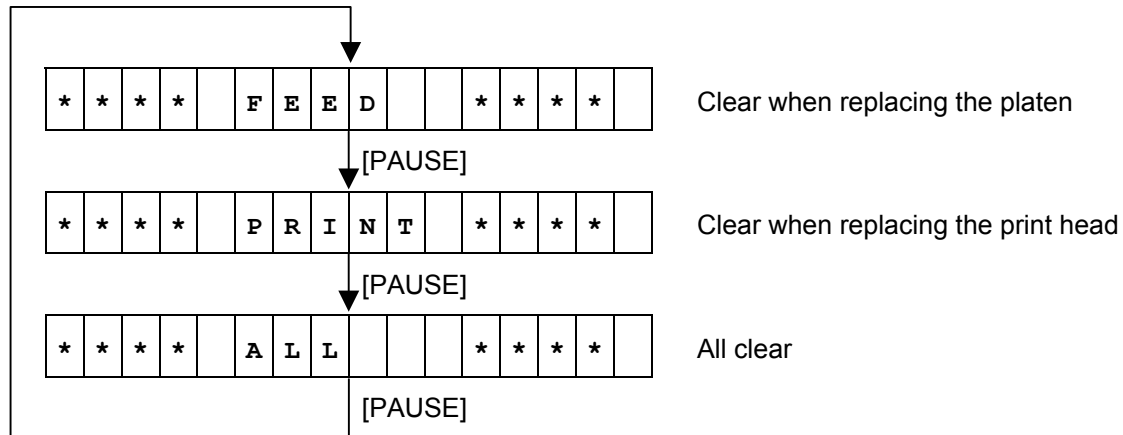 **** FEED  **** Clear when replacing the platen
[PAUSE]
**** PRINT **** Clear when replacing the print head
[PAUSE]
**** ALL   **** All clear
[PAUSE]